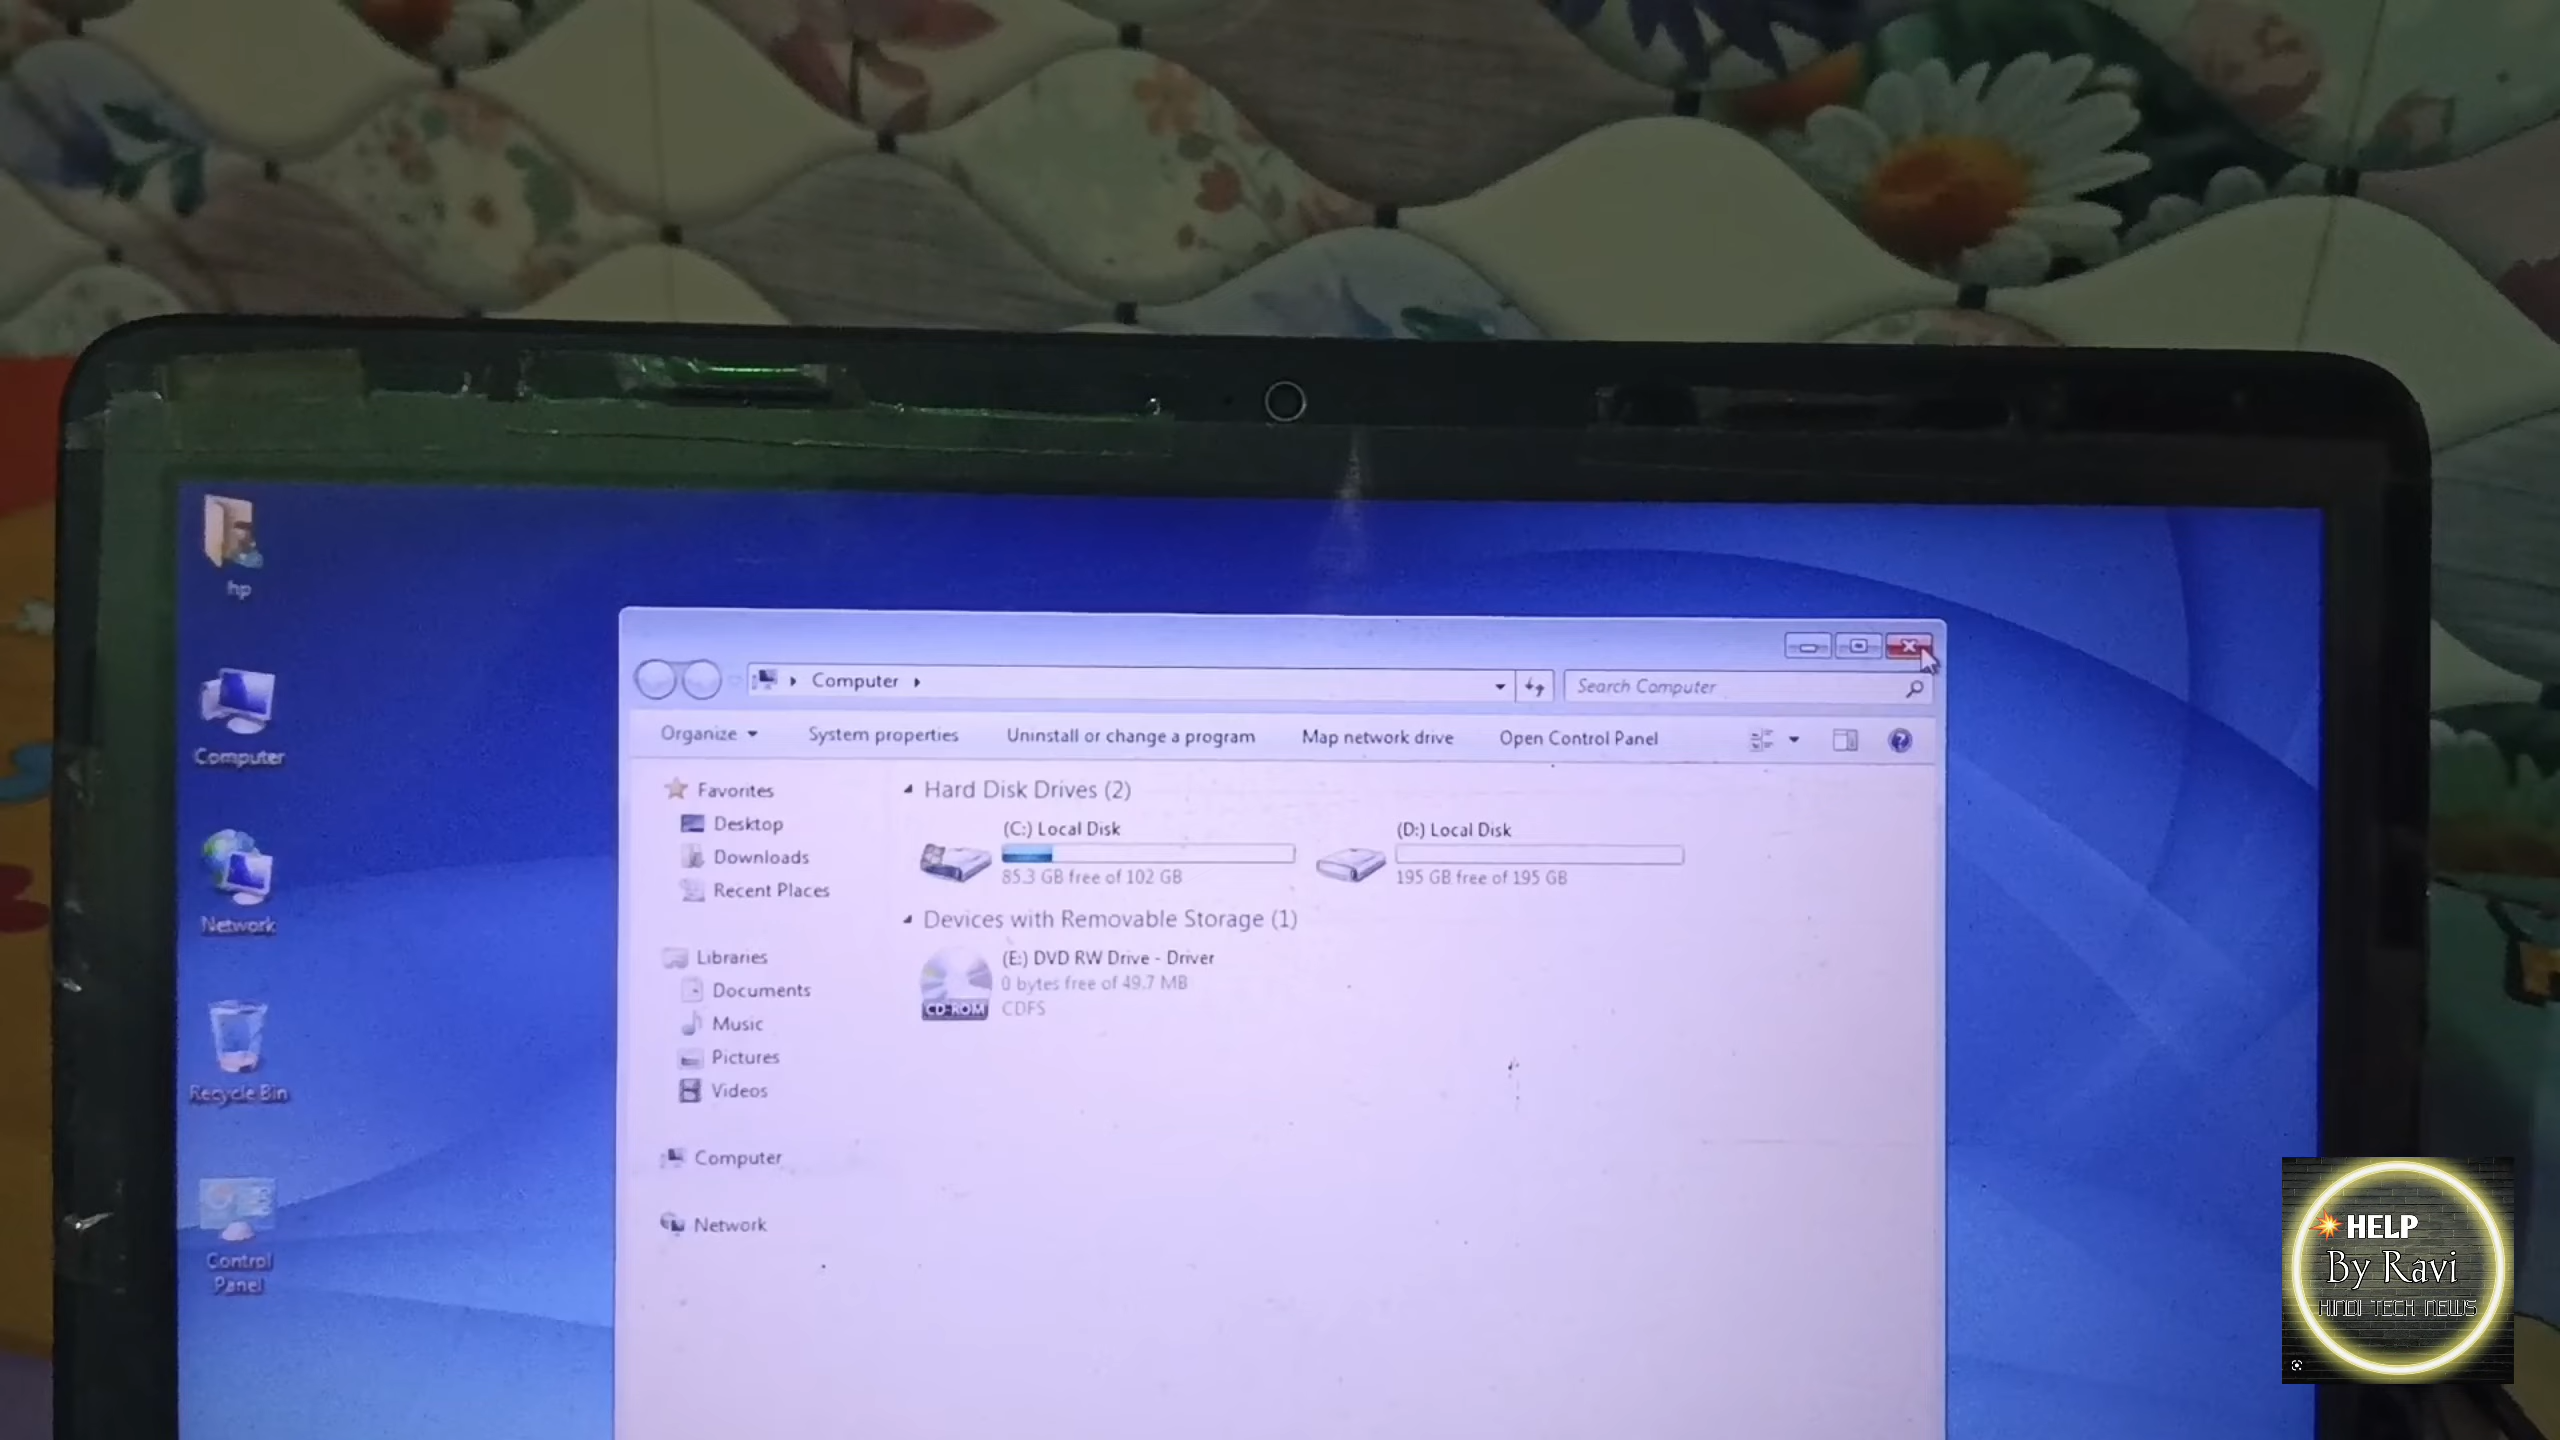 hp
Computer
Network
Recycle Bin
Control
Panel
Computer
Search Computer
Organize
System properties
Uninstall or change a program
Map network drive
Open Control Panel
Favorites
Desktop
Downloads
Recent Places
Libraries
Documents
Music
Pictures
Videos
Computer
Network
Hard Disk Drives (2)
(C:) Local Disk
85.3 GB free of 102 GB
(D:) Local Disk
195 GB free of 195 GB
Devices with Removable Storage (1)
(E:) DVD RW Drive - Driver
0 bytes free of 49.7 MB
CD-ROM
CDFS
HELP
By Ravi
HINDI TECH NEWS